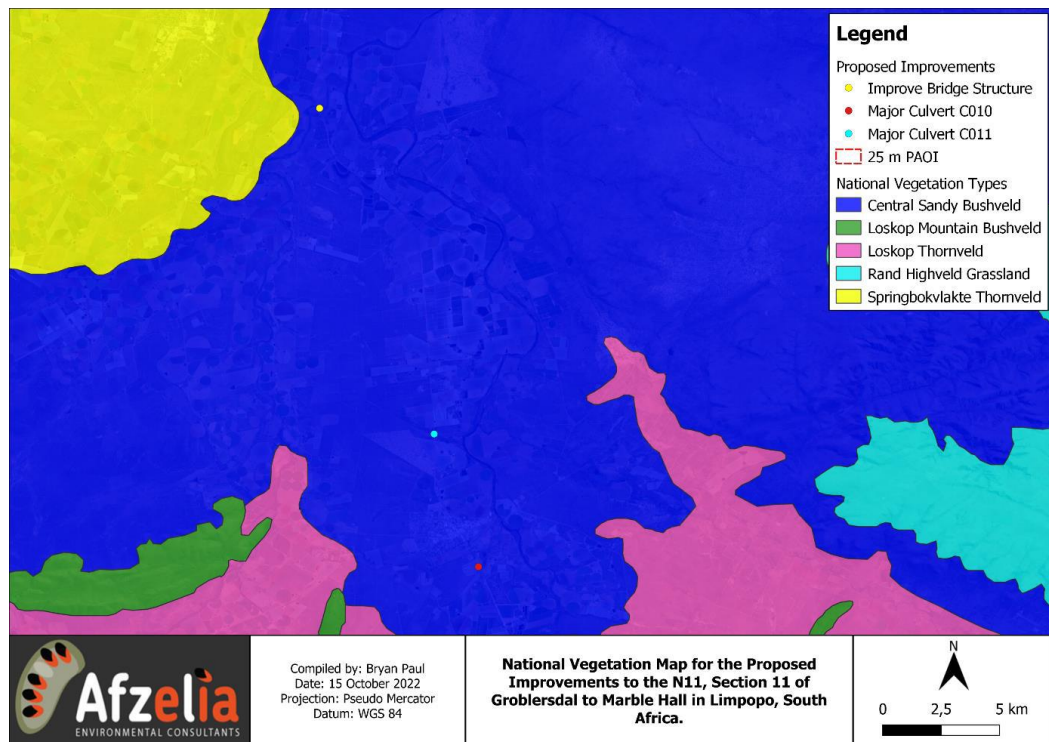 Legend
Proposed Improvements
Improve Bridge Structure
Major Culvert C010
Major Culvert C011
25 m PAOI
National Vegetation Types
Central Sandy Bushveld
Loskop Mountain Bushveld
Loskop Thornveld
Rand Highveld Grassland
Springbokvlakte Thornveld
Afzelia
ENVIRONMENTAL CONSULTANTS
Compiled by: Bryan Paul
Date: 15 October 2022
Projection: Pseudo Mercator
Datum: WGS 84
National Vegetation Map for the Proposed
Improvements to the N11, Section 11 of
Groblersdal to Marble Hall in Limpopo, South
Africa.
N
0 2,5 5 km